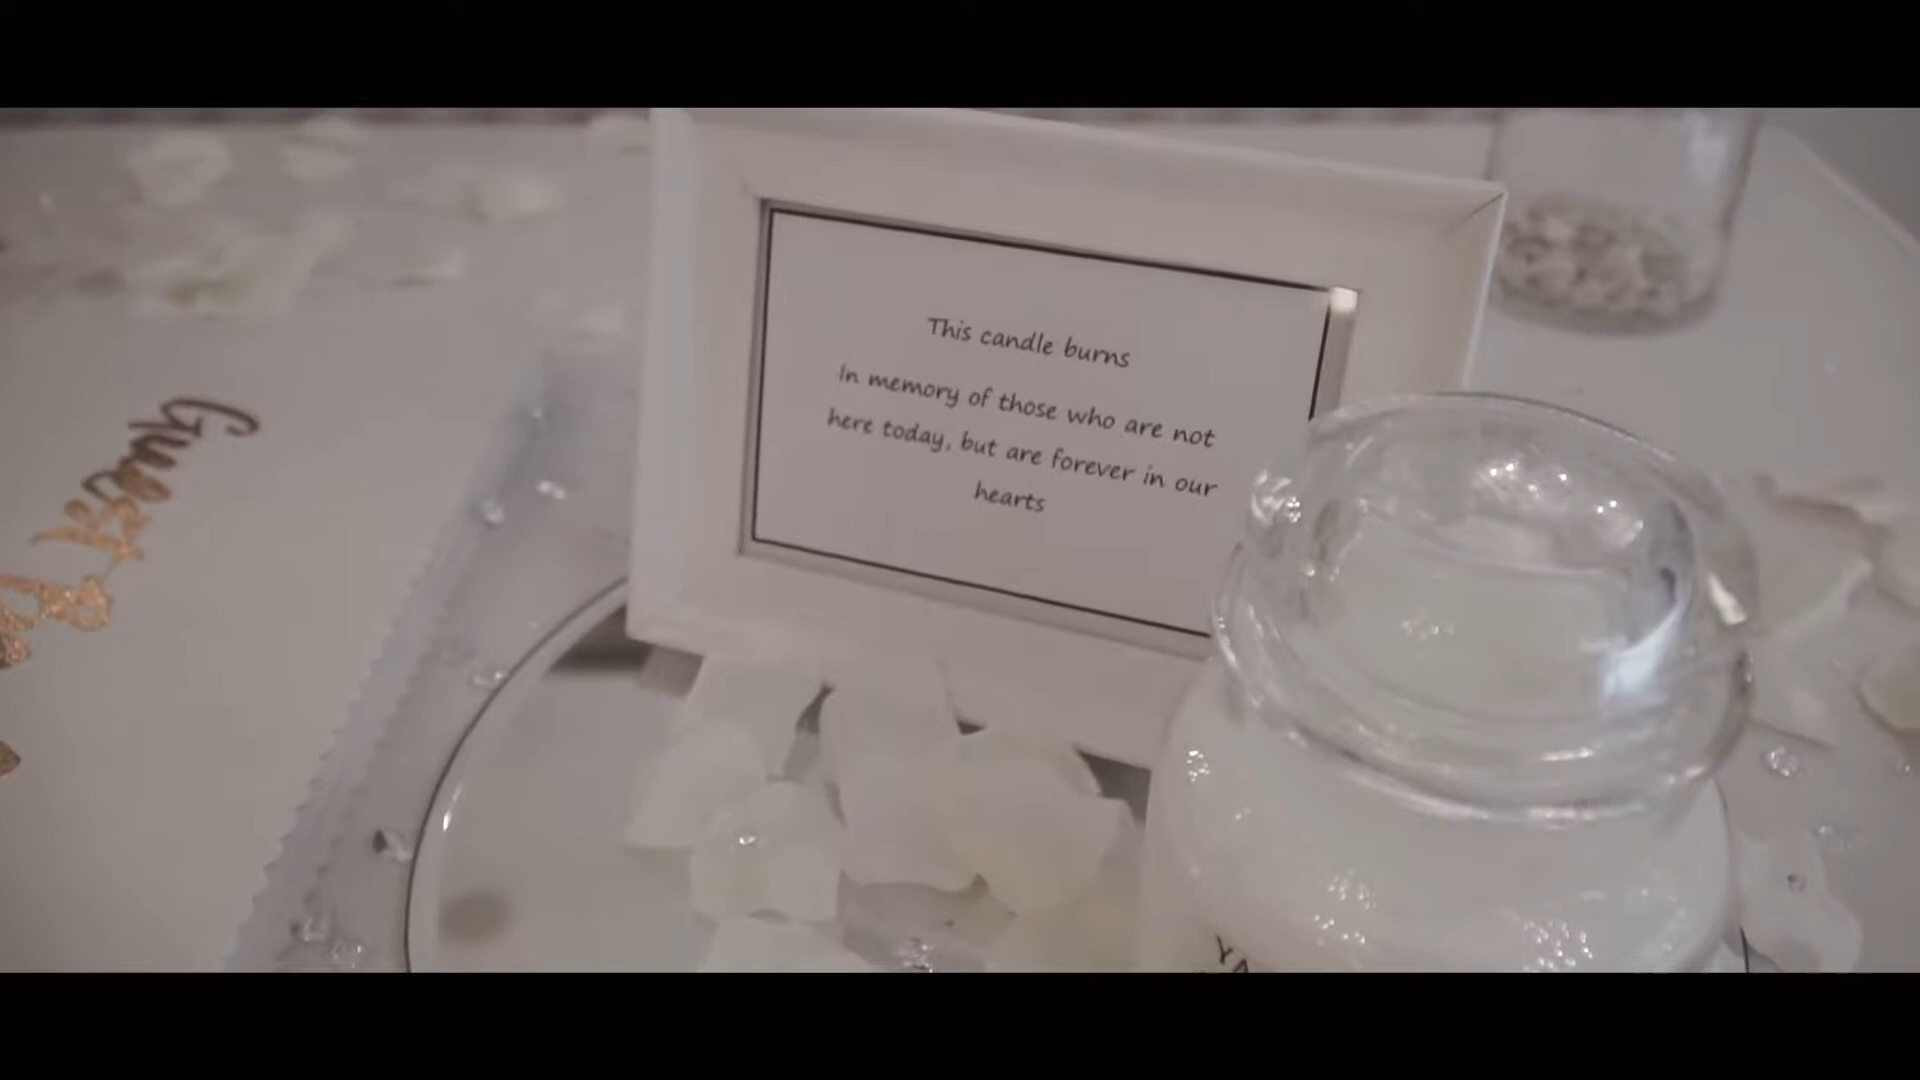 This candle burns
In memory of those who are not
here today, but are forever in our
hearts
Guest
YA